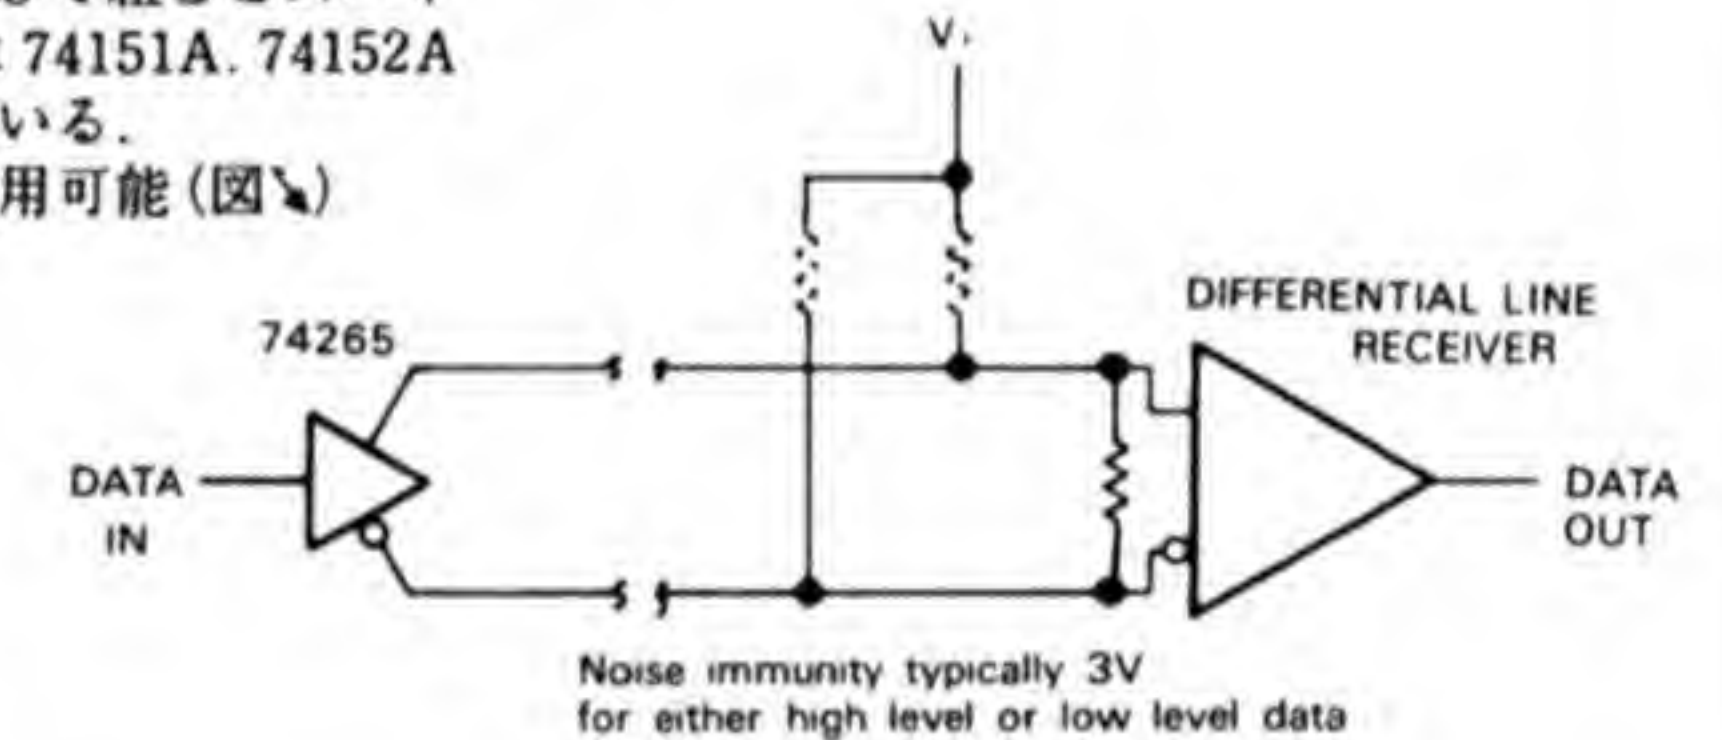 74151A. 74152A
いる.
用可能(図↘)
V
74265
DIFFERENTIAL LINE
RECEIVER
DATA
IN
DATA
OUT
Noise immunity typically 3V
for either high level or low level data